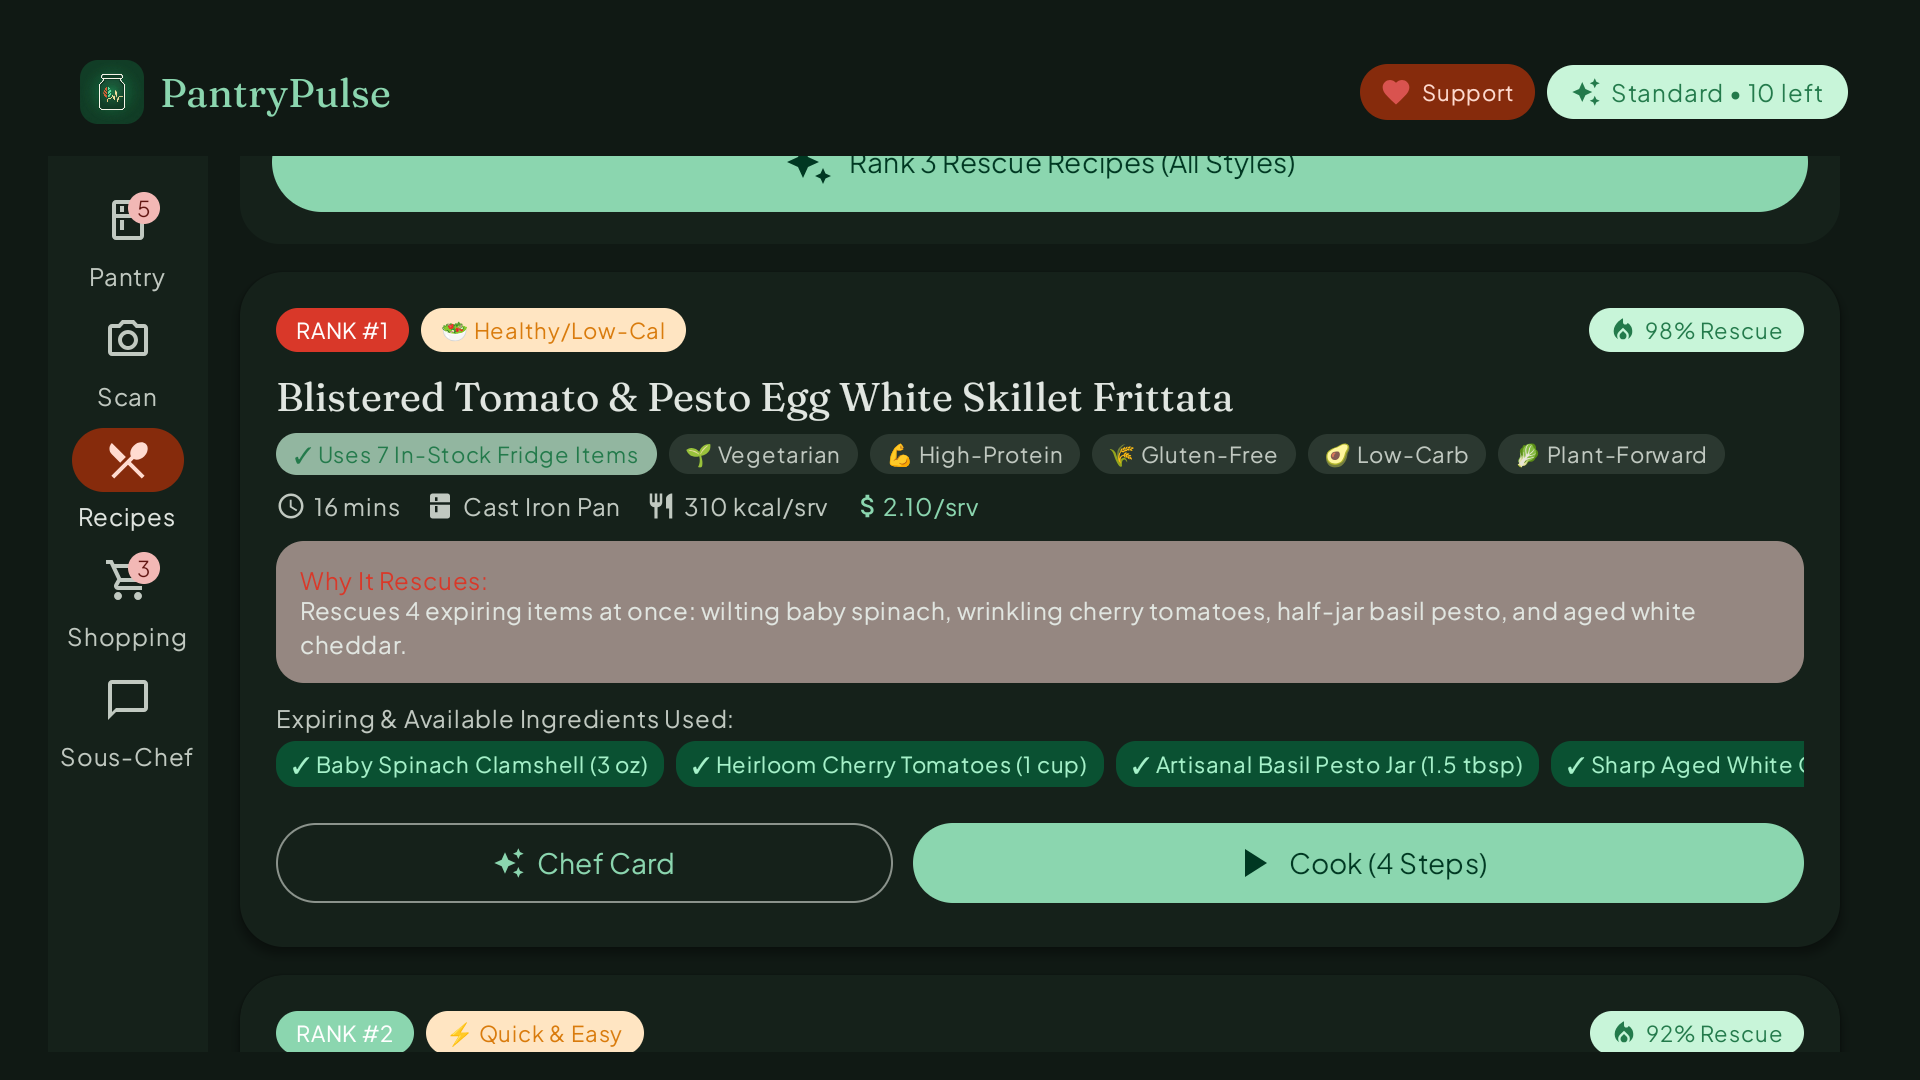 PantryPulse
Support
Standard • 10 left
5
Pantry
Scan
Recipes
3
Shopping
Sous-Chef
Rank 3 Rescue Recipes (All Styles)
RANK #1
Healthy/Low-Cal
98% Rescue
Blistered Tomato & Pesto Egg White Skillet Frittata
✓ Uses 7 In-Stock Fridge Items
Vegetarian
High-Protein
Gluten-Free
Low-Carb
Plant-Forward
16 mins
Cast Iron Pan
310 kcal/srv
$ 2.10/srv
Why It Rescues:
Rescues 4 expiring items at once: wilting baby spinach, wrinkling cherry tomatoes, half-jar basil pesto, and aged white
cheddar.
Expiring & Available Ingredients Used:
✓ Baby Spinach Clamshell (3 oz)
✓ Heirloom Cherry Tomatoes (1 cup)
✓ Artisanal Basil Pesto Jar (1.5 tbsp)
✓ Sharp Aged White
Chef Card
Cook (4 Steps)
RANK #2
Quick & Easy
92% Rescue